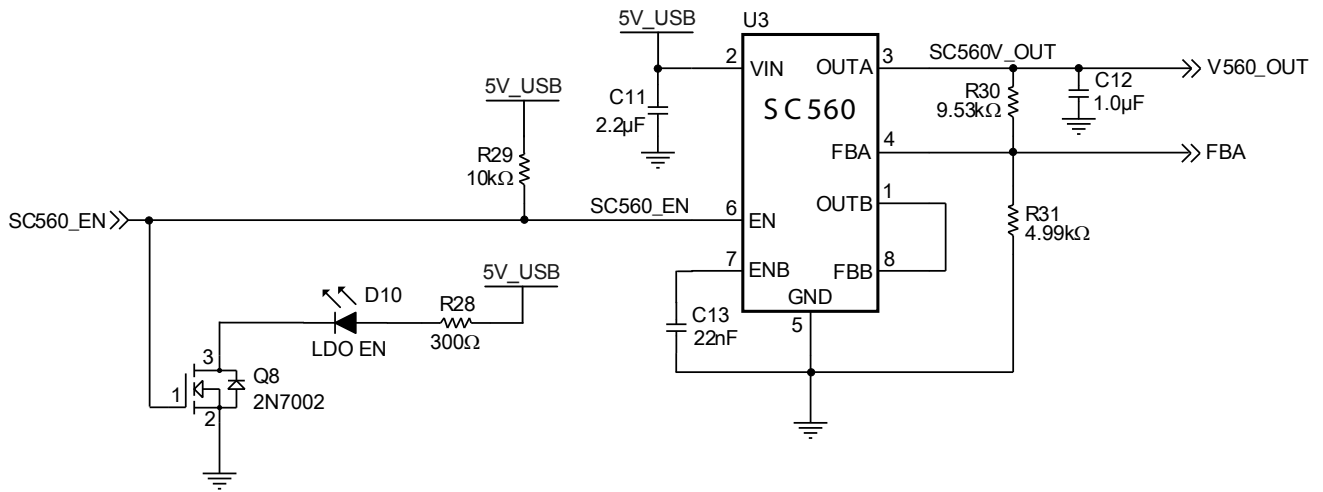 5V_USB
U3
2
VIN
OUTA
3
SC560V_OUT
V560_OUT
C11
2.2µF
SC560
R30
9.53kΩ
C12
1.0µF
5V_USB
R29
10kΩ
FBA
4
FBA
SC560_EN
SC560_EN
6
EN
OUTB
1
R31
4.99kΩ
7
ENB
FBB
8
5V_USB
D10
R28
300Ω
LDO EN
C13
22nF
GND
5
3
1
2
Q8
2N7002